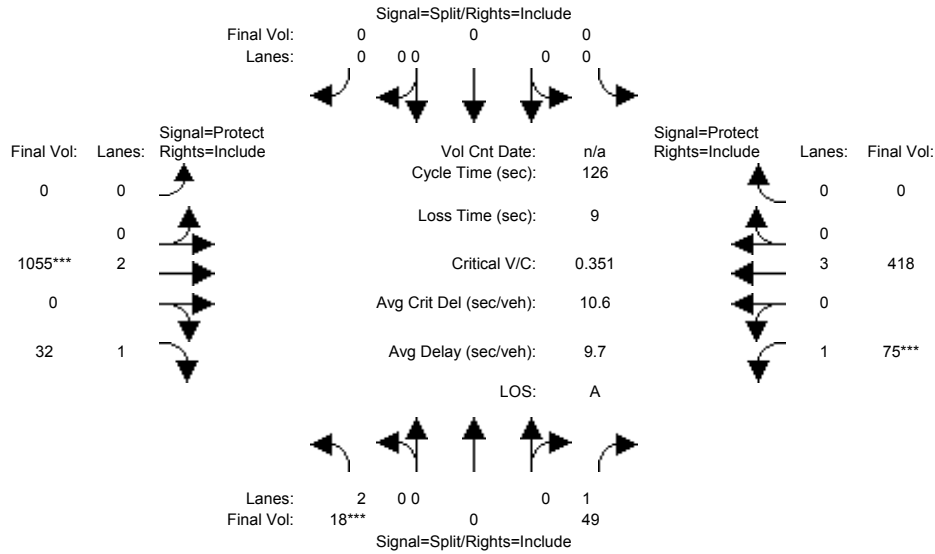 Signal=Split/Rights=Include
Final Vol: 0 0 0
Lanes: 0 0 0 0 0
Signal=Protect Signal=Protect
Final Vol: Lanes: Rights=Include Vol Cnt Date: n/a Rights=Include Lanes: Final Vol:
Cycle Time (sec): 126
0 0 0 0
Loss Time (sec): 9
0 0
1055*** 2 Critical V/C: 0.351 3 418
0 Avg Crit Del (sec/veh): 10.6 0
32 1 Avg Delay (sec/veh): 9.7 1 75***
LOS: A
Lanes: 2 0 0 0 1
Final Vol: 18*** 0 49
Signal=Split/Rights=Include